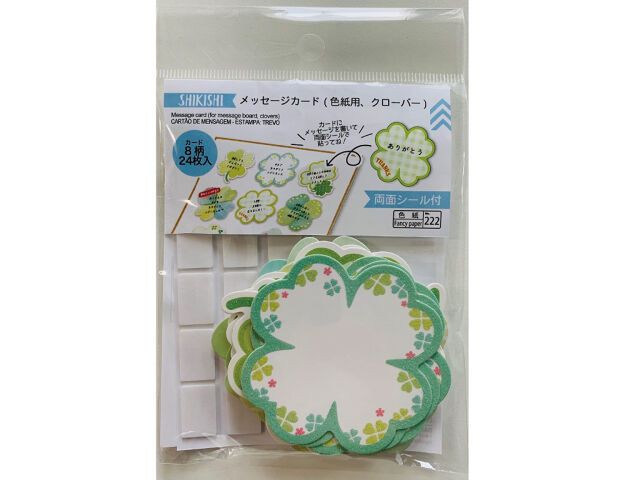 SHIKISHI メッセージカード(色紙用、クローバー)
Message card (for message board, clovers)
CARTÃO DE MENSAGEM - ESTAMPA: TREVO
カード
8柄
24枚入
カードに
メッセージを書いて
両面シールで
貼ってね!
ありがとう
THANKS
両面シール付
色紙
Fancy paper
No. 222